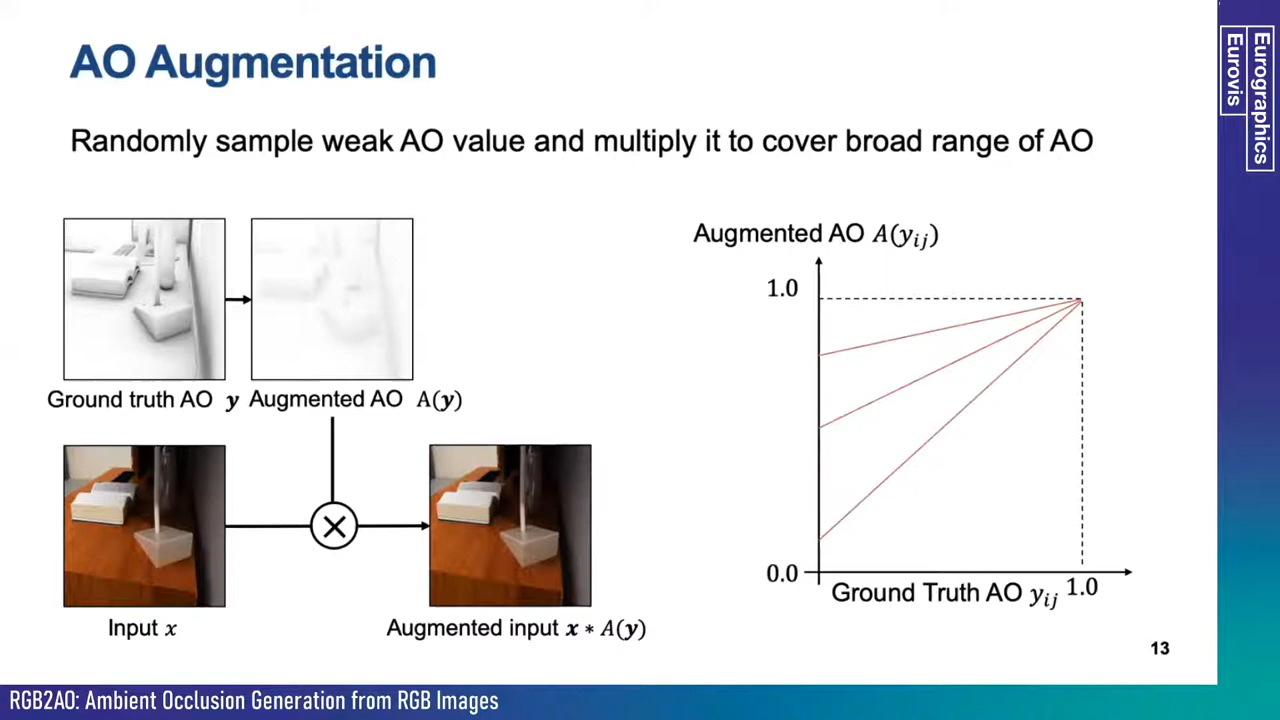 AO Augmentation
Randomly sample weak AO value and multiply it to cover broad range of AO
Ground truth AO y
Augmented AO A(y)
Input x
Augmented input x ∗ A(y)
Augmented AO A(yᵢⱼ)
1.0
0.0
Ground Truth AO yᵢⱼ
1.0
13
Eurographics
Eurovis
RGB2AO: Ambient Occlusion Generation from RGB Images